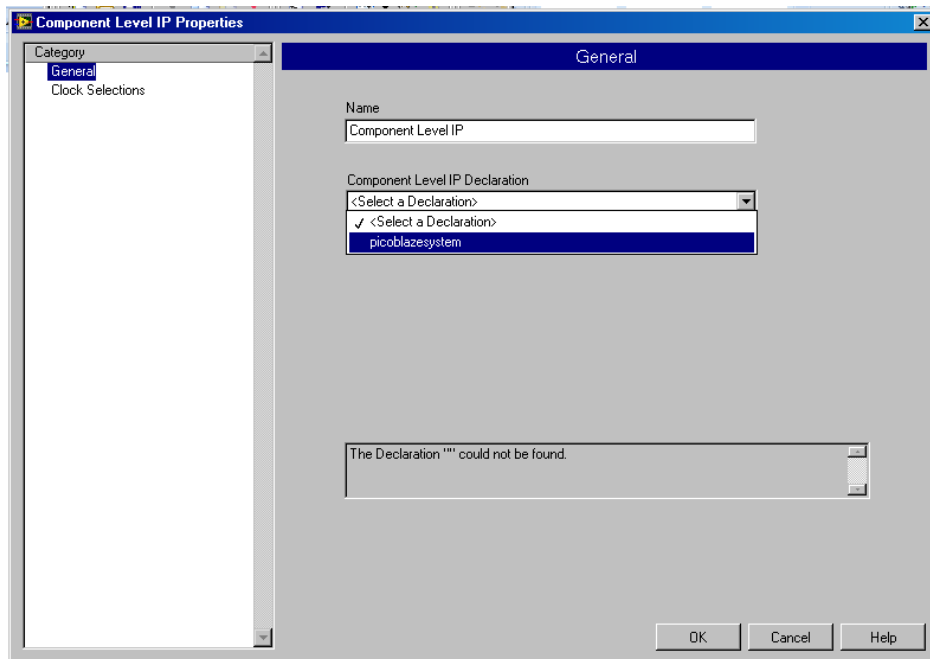 Component Level IP Properties
Category
General
Clock Selections
General
Name
Component Level IP
Component Level IP Declaration
<Select a Declaration>
✓ <Select a Declaration>
picoblazesystem
The Declaration "" could not be found.
OK
Cancel
Help